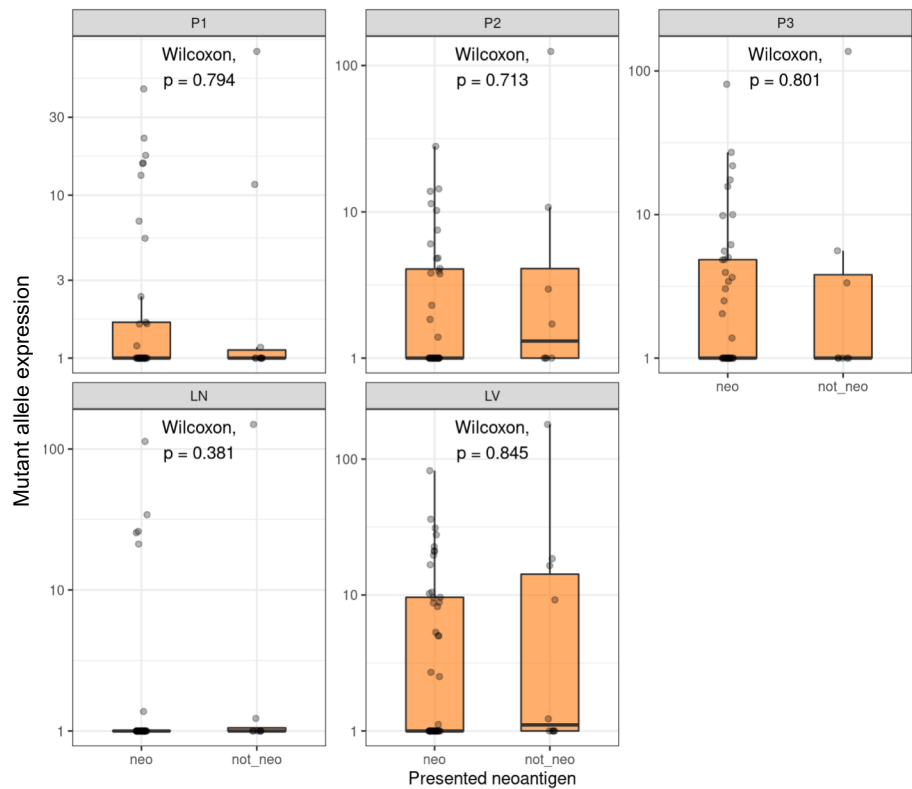 P1
P2
P3
Wilcoxon,
p = 0.794
Wilcoxon,
p = 0.713
Wilcoxon,
p = 0.801
30
10
3
1
100
10
1
100
10
1
neo
not_neo
LN
LV
Wilcoxon,
p = 0.381
Wilcoxon,
p = 0.845
100
10
1
100
10
1
neo
not_neo
neo
not_neo
Mutant allele expression
Presented neoantigen